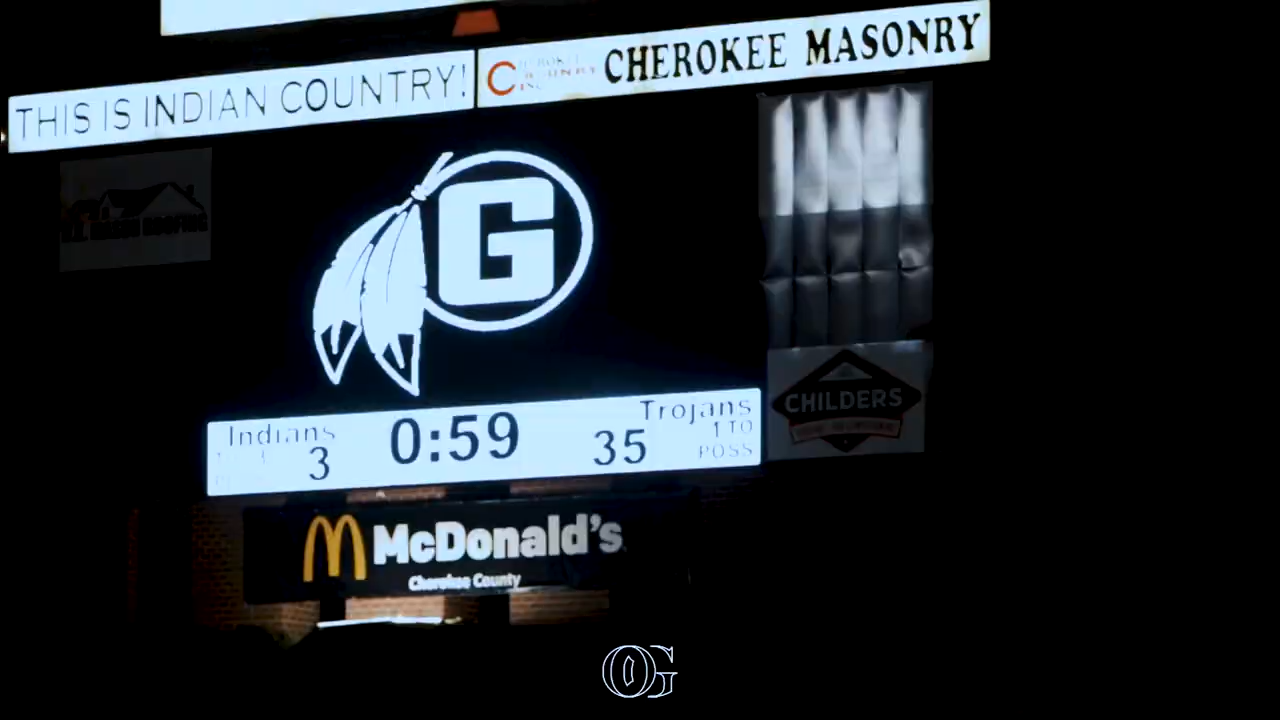 THIS IS INDIAN COUNTRY!
CHEROKEE MASONRY
G
CHILDERS
Indians
3
0:59
35
Trojans
1 TO
POSS
McDonald's
Cherokee County
OG